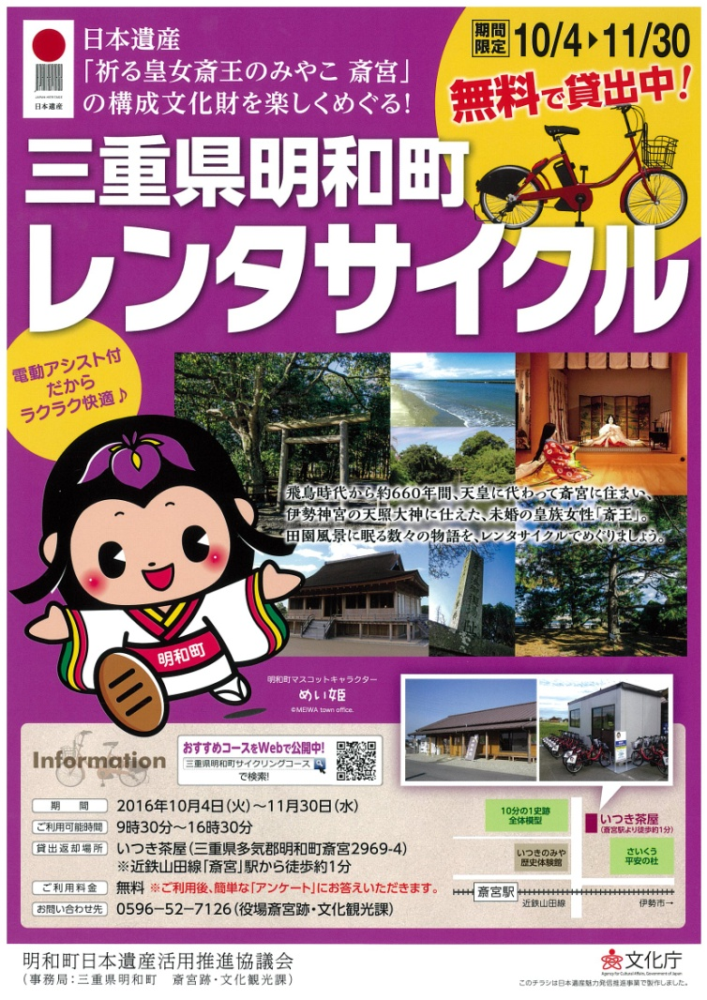 日本遺産
「祈る皇女斎王のみやこ 斎宮」
の構成文化財を楽しくめぐる!
JAPAN HERITAGE
日本遺産
期間
限定
10/4▶11/30
無料で貸出中!
三重県明和町
レンタサイクル
電動アシスト付
だから
ラクラク快適♪
飛鳥時代から約660年間、天皇に代わって斎宮に住まい、
伊勢神宮の天照大神に仕えた、未婚の皇族女性「斎王」。
田園風景に眠る数々の物語を、レンタサイクルでめぐりましょう。
明和町
明和町マスコットキャラクター
めい姫
©MEIWA town office.
Information
おすすめコースをWebで公開中!
三重県明和町サイクリングコース
で検索!
期 間 2016年10月4日(火)~11月30日(水)
ご利用可能時間 9時30分~16時30分
貸出返却場所 いつき茶屋(三重県多気郡明和町斎宮2969-4)
※近鉄山田線「斎宮」駅から徒歩約1分
ご利用料金 無料 ※ご利用後、簡単な「アンケート」にお答えいただきます。
お問い合わせ先 0596-52-7126(役場斎宮跡・文化観光課)
10分の1史跡
全体模型
いつき茶屋
(斎宮駅より徒歩約1分)
いつきのみや
歴史体験館
さいくう
平安の杜
斎宮駅
近鉄山田線
伊勢市→
明和町日本遺産活用推進協議会
(事務局:三重県明和町 斎宮跡・文化観光課)
文化庁
Agency for Cultural Affairs, Government of Japan
このチラシは日本遺産魅力発信推進事業で製作しました。